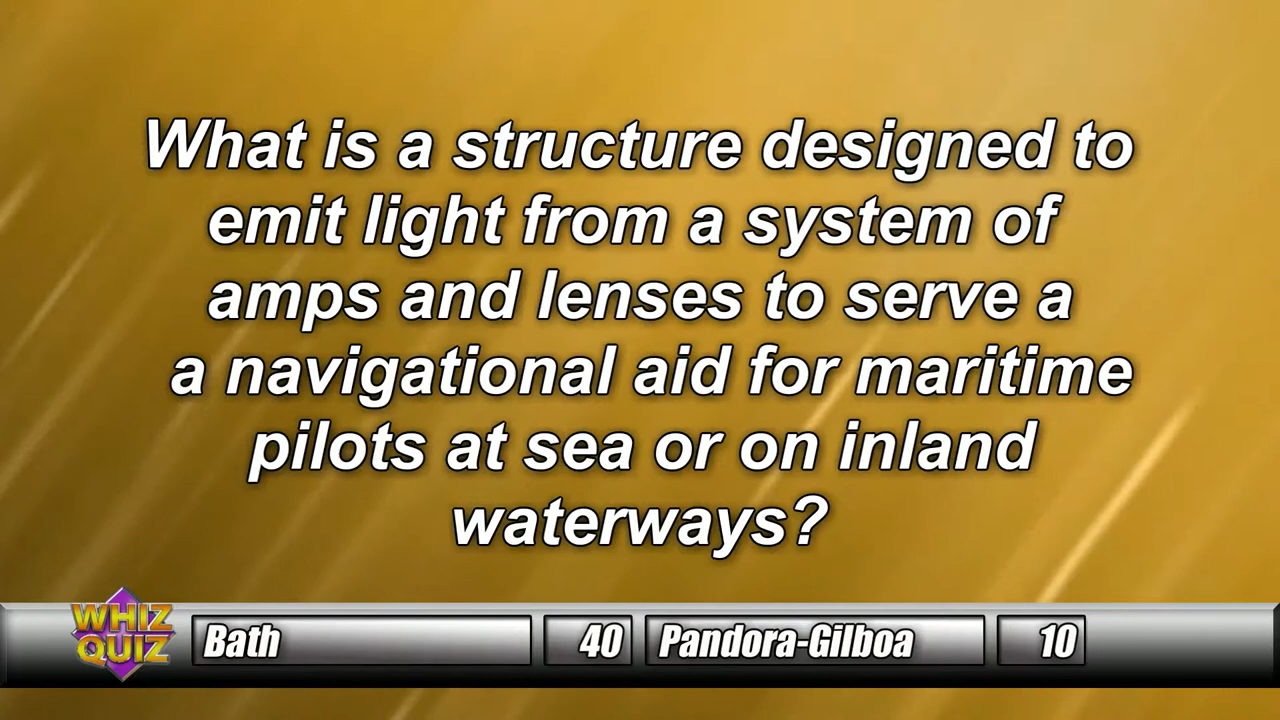 What is a structure designed to
emit light from a system of
amps and lenses to serve a
a navigational aid for maritime
pilots at sea or on inland
waterways?
WHIZ
QUIZ
Bath 40 Pandora-Gilboa 10